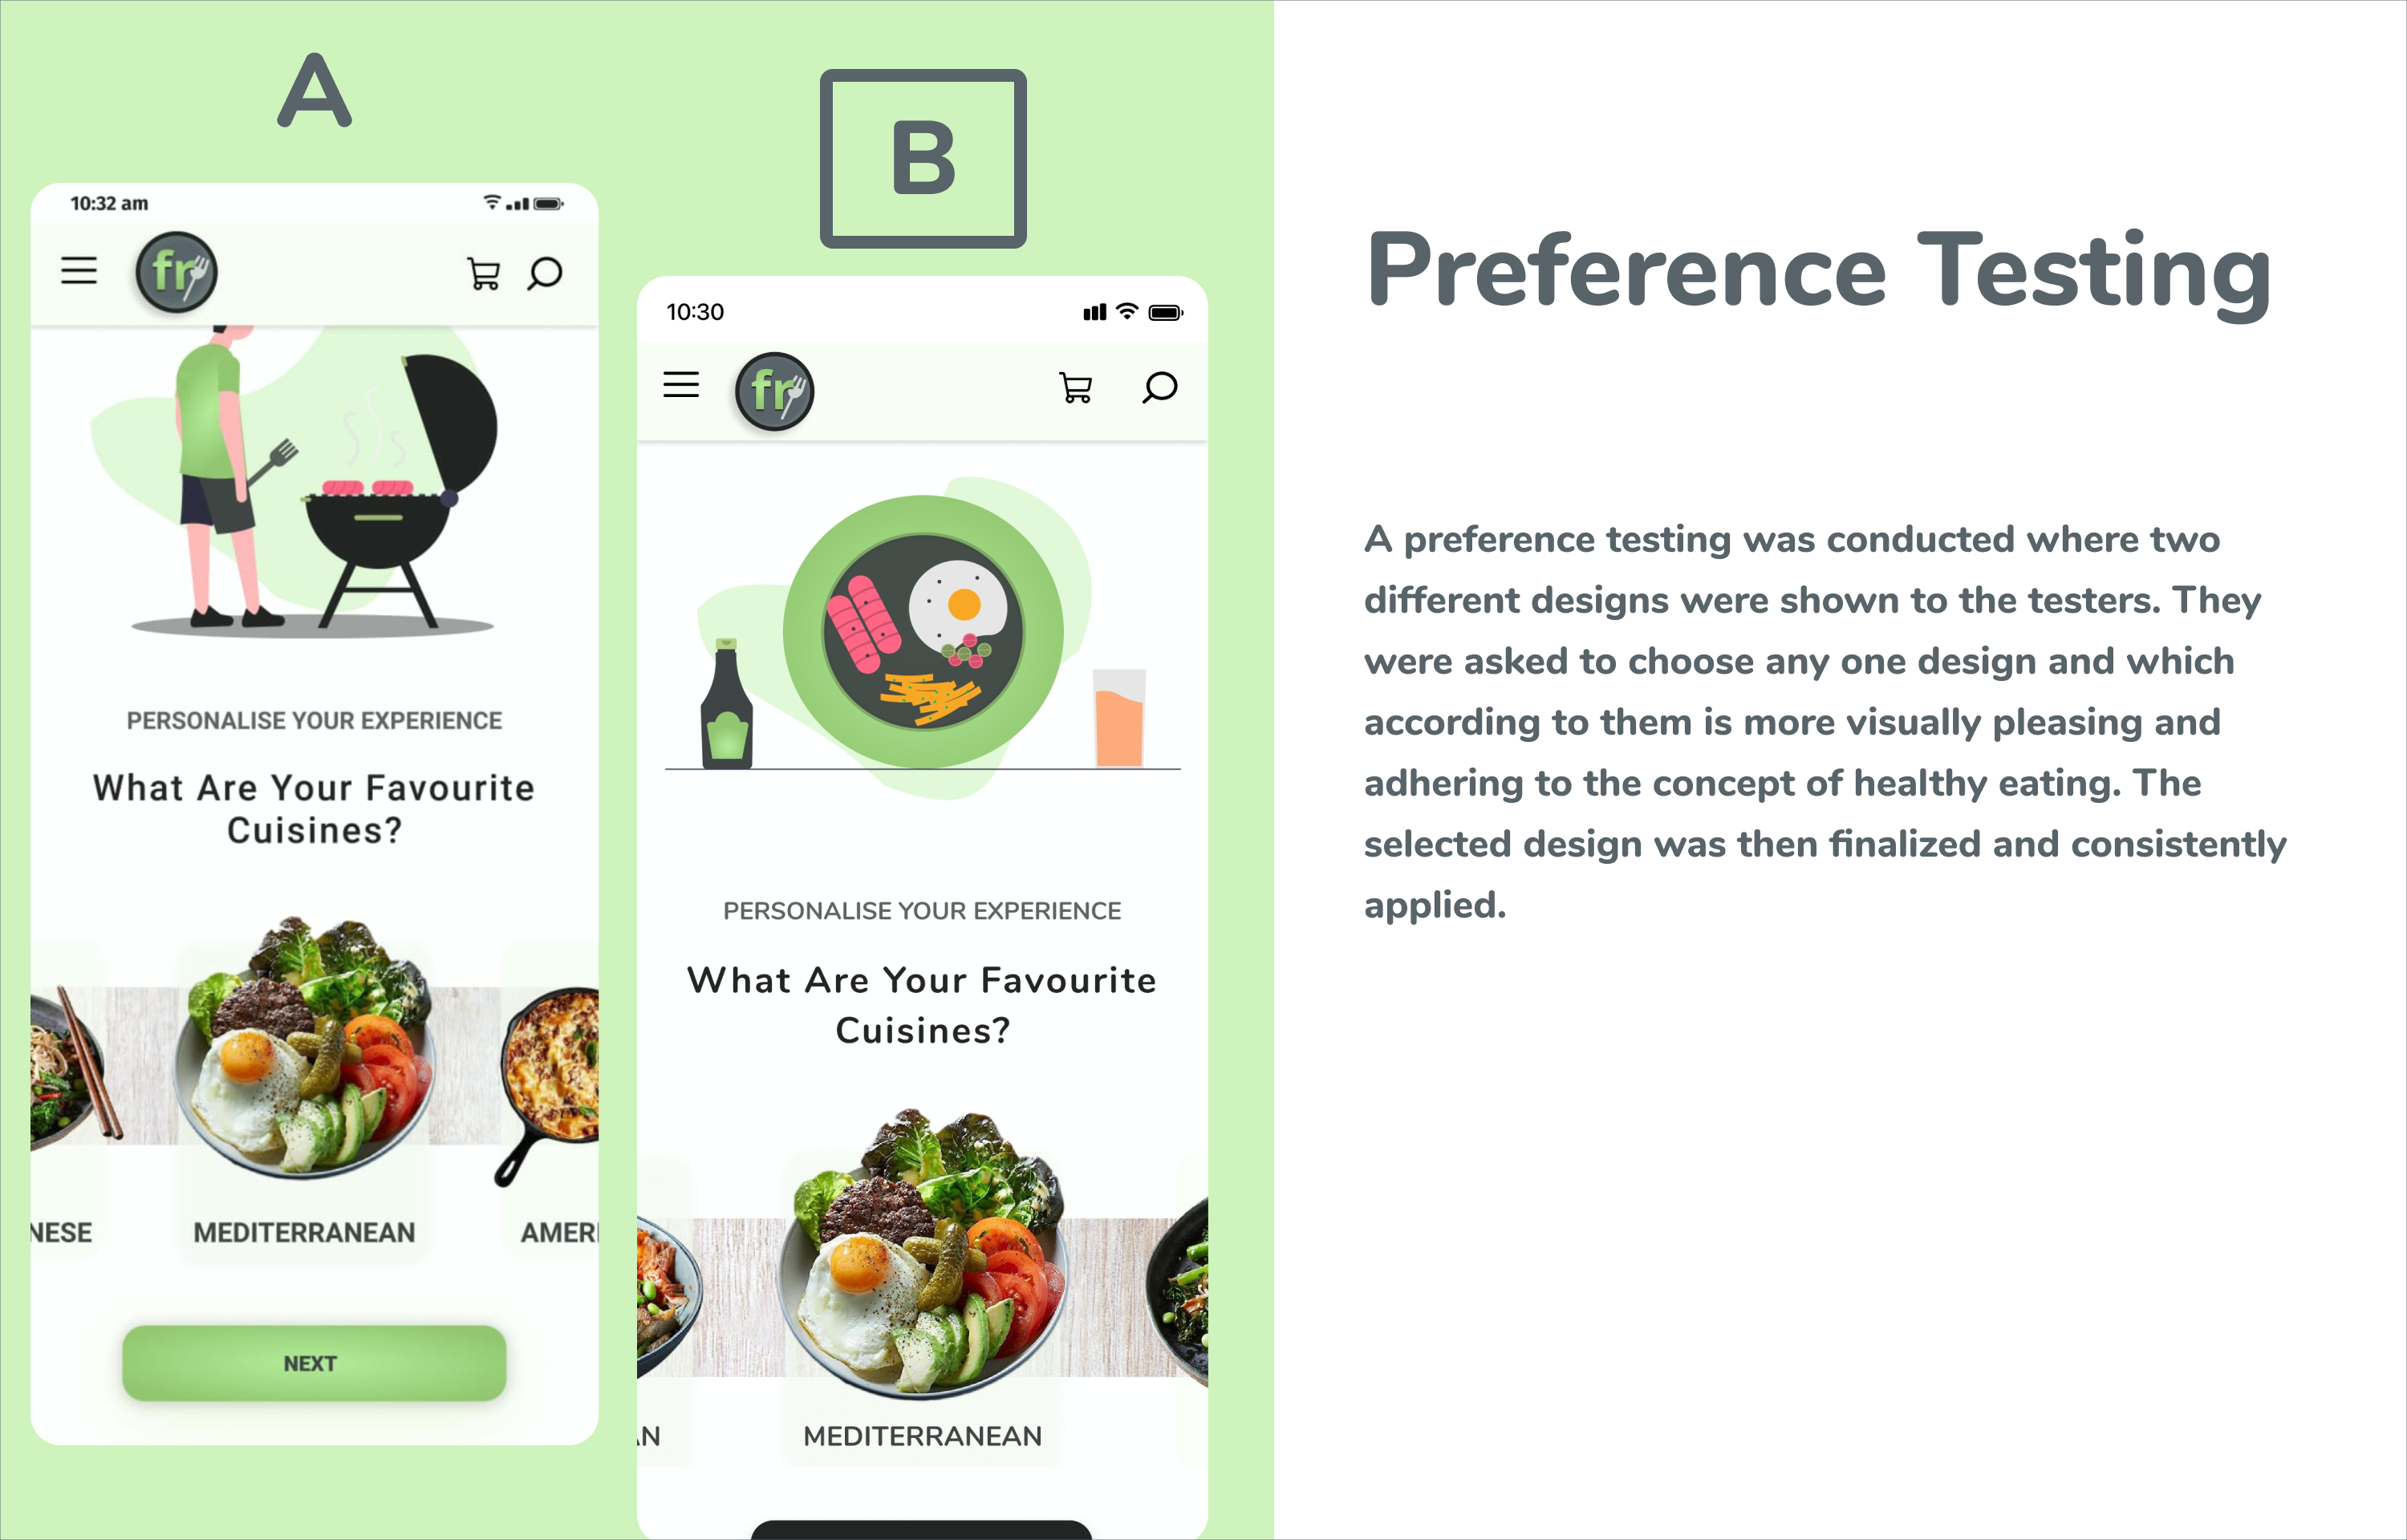 A
10:32 am
fr
PERSONALISE YOUR EXPERIENCE
What Are Your Favourite
Cuisines?
NESE
MEDITERRANEAN
AMERI
NEXT
B
10:30
fr
PERSONALISE YOUR EXPERIENCE
What Are Your Favourite
Cuisines?
AN
MEDITERRANEAN
Preference Testing
A preference testing was conducted where two
different designs were shown to the testers. They
were asked to choose any one design and which
according to them is more visually pleasing and
adhering to the concept of healthy eating. The
selected design was then finalized and consistently
applied.